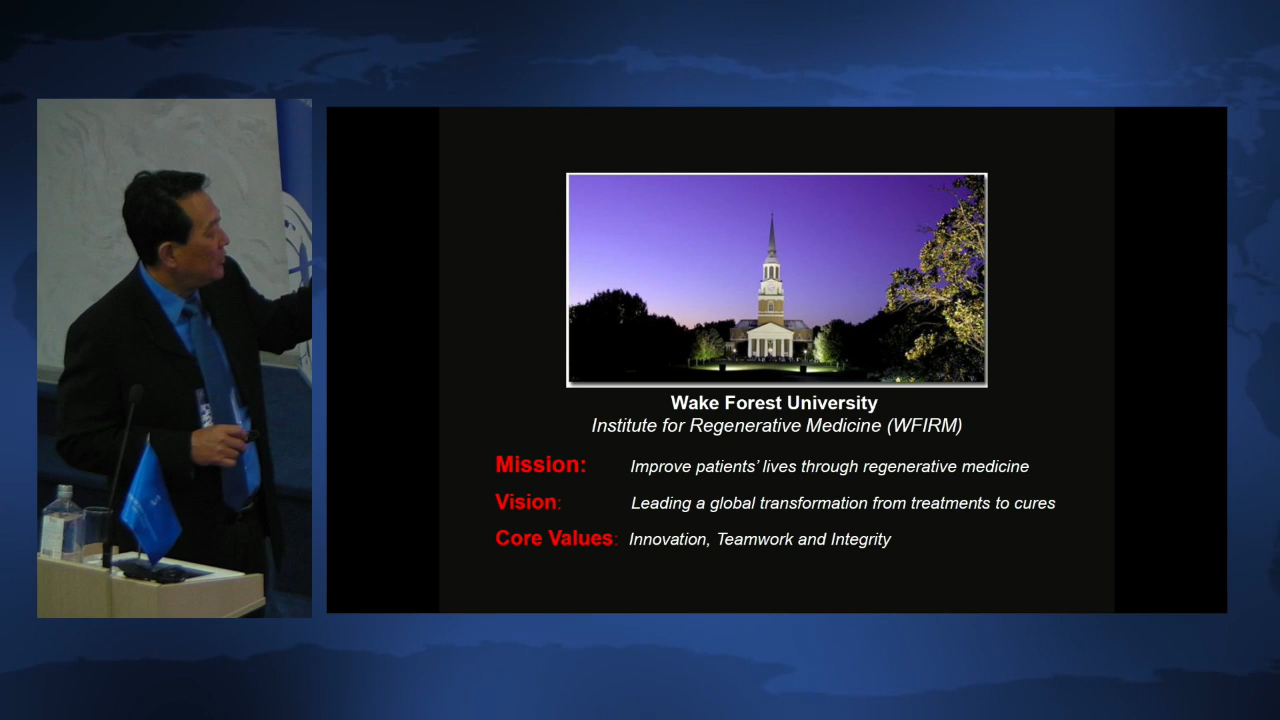 Wake Forest University
Institute for Regenerative Medicine (WFIRM)
Mission: Improve patients' lives through regenerative medicine
Vision: Leading a global transformation from treatments to cures
Core Values: Innovation, Teamwork and Integrity